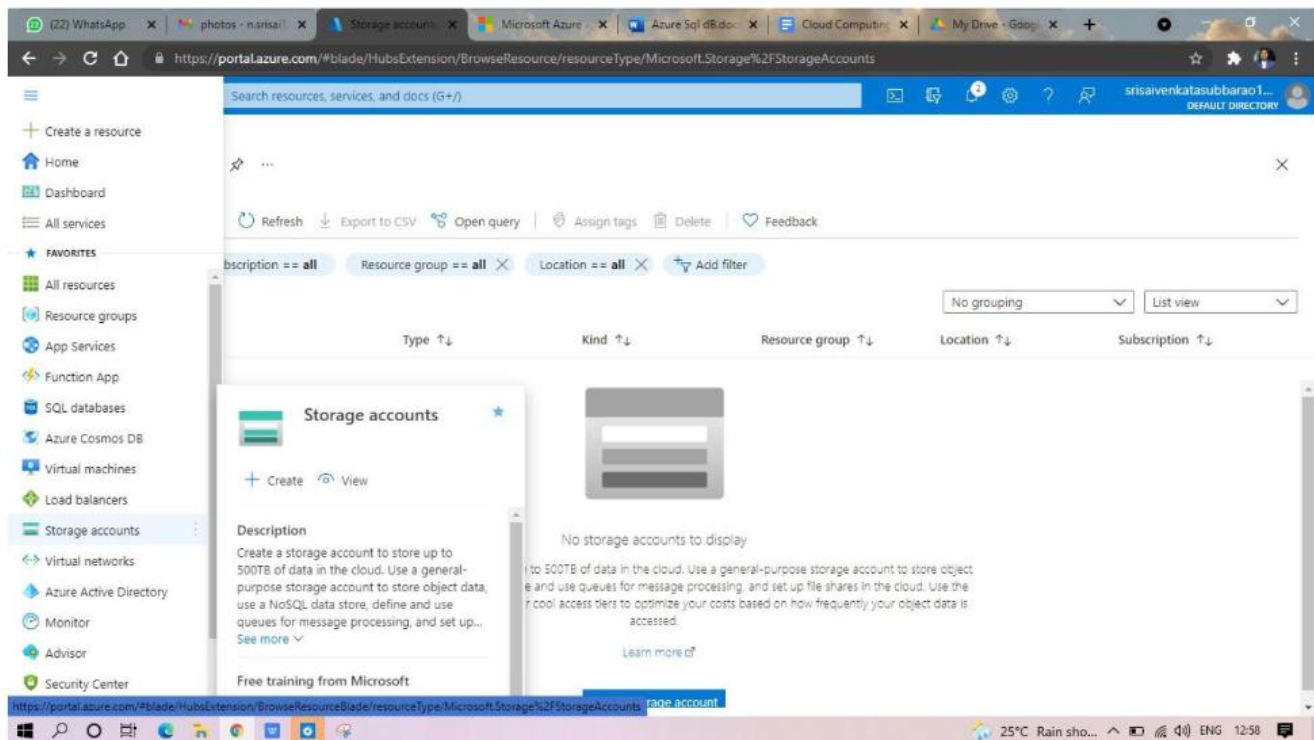 (22) WhatsApp
photos - n.srisai
Storage accounts
Microsoft Azure
Azure Sql dB.doc
Cloud Computing
My Drive - Goog
https://portal.azure.com/#blade/HubsExtension/BrowseResource/resourceType/Microsoft.Storage%2FStorageAccounts
Search resources, services, and docs (G+/)
2
srisaivenkatasubbarao1...
DEFAULT DIRECTORY
Create a resource
Home
Dashboard
All services
FAVORITES
All resources
Resource groups
App Services
Function App
SQL databases
Azure Cosmos DB
Virtual machines
Load balancers
Storage accounts
Virtual networks
Azure Active Directory
Monitor
Advisor
Security Center
Refresh
Export to CSV
Open query
Assign tags
Delete
Feedback
bscription == all
Resource group == all
Location == all
Add filter
No grouping
List view
Type
Kind
Resource group
Location
Subscription
Storage accounts
Create
View
Description
Create a storage account to store up to
500TB of data in the cloud. Use a general-
purpose storage account to store object data,
use a NoSQL data store, define and use
queues for message processing, and set up...
See more
Free training from Microsoft
No storage accounts to display
to 500TB of data in the cloud. Use a general-purpose storage account to store object
e and use queues for message processing, and set up file shares in the cloud. Use the
r cool access tiers to optimize your costs based on how frequently your object data is
accessed.
Learn more
rage account
https://portal.azure.com/#blade/HubsExtension/BrowseResourceBlade/resourceType/Microsoft.Storage%2FStorageAccounts
25°C Rain sho...
ENG
12:58